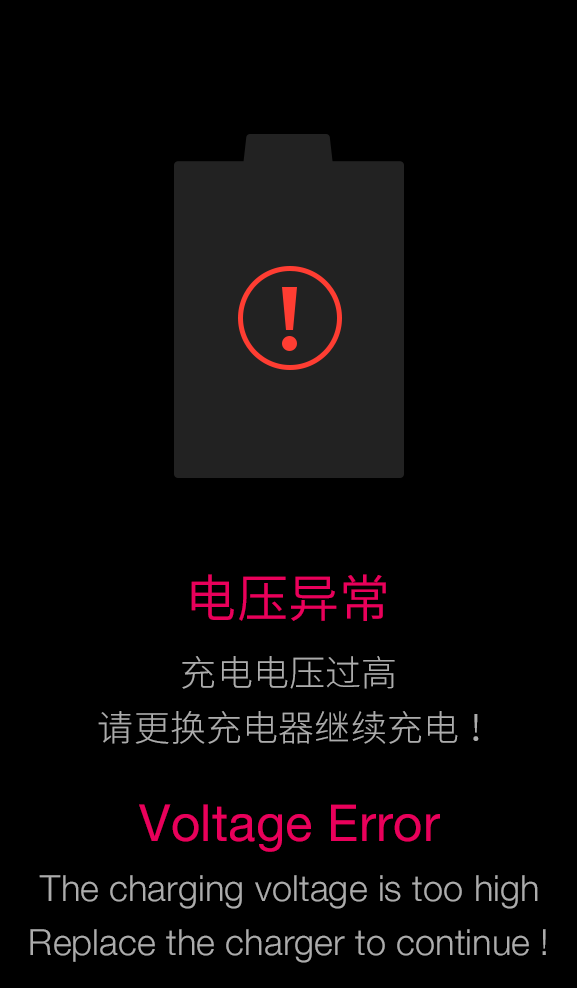 电压异常
充电电压过高
请更换充电器继续充电！
Voltage Error
The charging voltage is too high
Replace the charger to continue !